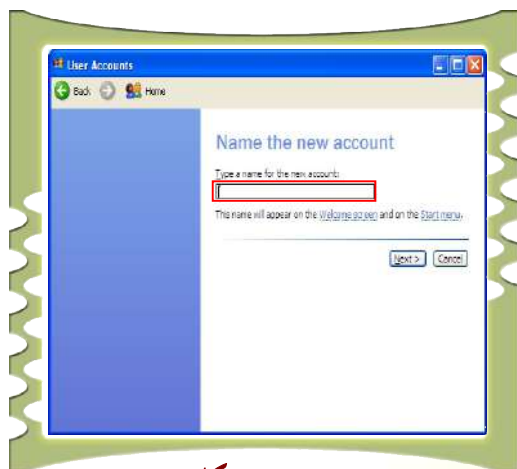 User Accounts
Back Home
Name the new account
Type a name for the new account:
This name will appear on the Welcome screen and on the Start menu.
Next > Cancel